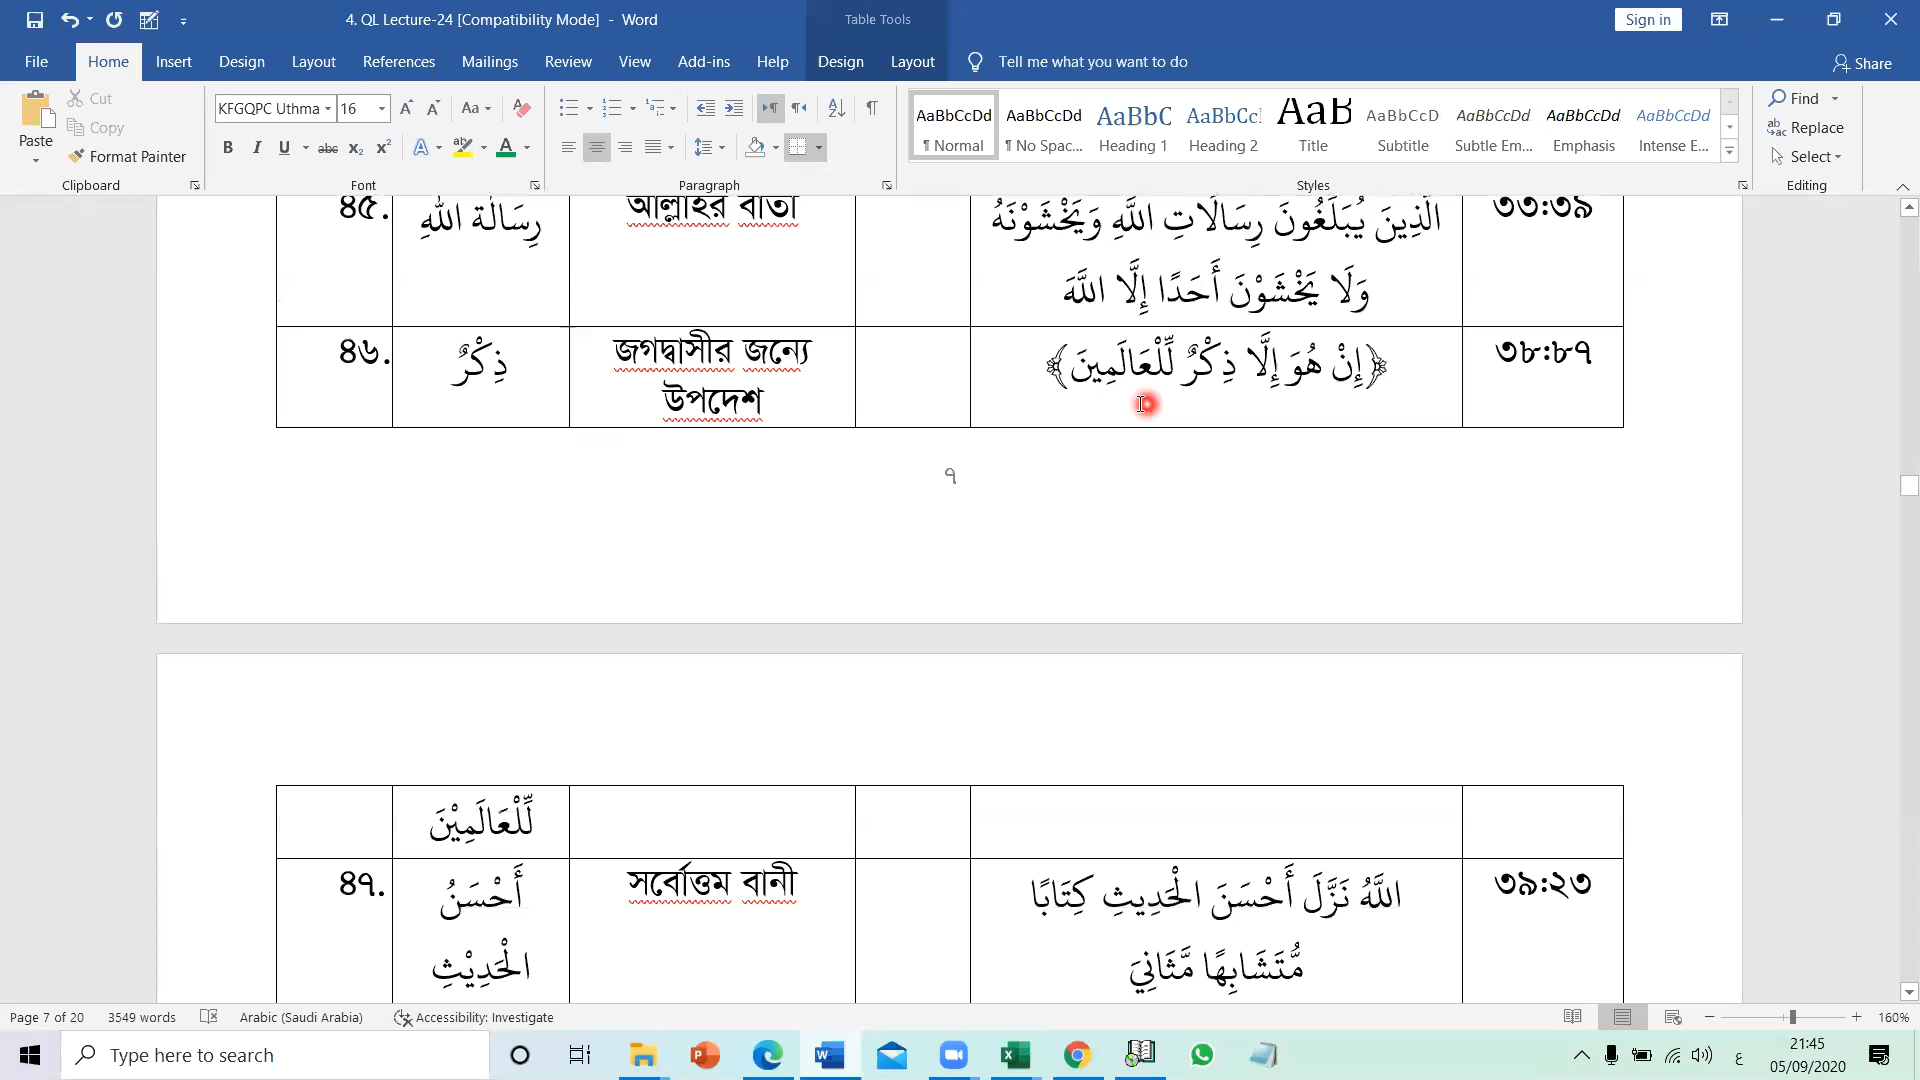 4. QL Lecture-24 [Compatibility Mode] - Word
Table Tools
Sign in
File Home Insert Design Layout References Mailings Review View Add-ins Help Design Layout Tell me what you want to do Share
Paste
Cut
Copy
Format Painter
Clipboard
KFGQPC Uthma 16
Font
Paragraph
AaBbCcDd AaBbCcDd AaBbC AaBbCcl AaB AaBbCcD AaBbCcDd AaBbCcDd AaBbCcDd
¶ Normal ¶ No Spac... Heading 1 Heading 2 Title Subtitle Subtle Em... Emphasis Intense E...
Styles
Find
Replace
Select
Editing
৪৫. رِسَالَة اللهِ আল্লাহর বার্তা الَّذِينَ يُبَلِّغُونَ رِسَالَاتِ اللَّهِ وَيَخْشَوْنَهُ ৩৩:৩৯
وَلَا يَخْشَوْنَ أَحَدًا إِلَّا اللَّهَ
৪৬. ذِكْرٌ জগদ্বাসীর জন্যে ﴿إِنْ هُوَ إِلَّا ذِكْرٌ لِّلْعَالَمِينَ﴾ ৩৮:৮৭
উপদেশ
৭
لِّلْعَالَمِيْنَ
৪৭. أَحْسَنُ সর্বোত্তম বানী اللَّهُ نَزَّلَ أَحْسَنَ الْحَدِيثِ كِتَابًا ৩৯:২৩
الْحَدِيْثِ مُّتَشَابِهًا مَّثَانِيَ
Page 7 of 20 3549 words Arabic (Saudi Arabia) Accessibility: Investigate 160%
Type here to search
ع
21:45
05/09/2020